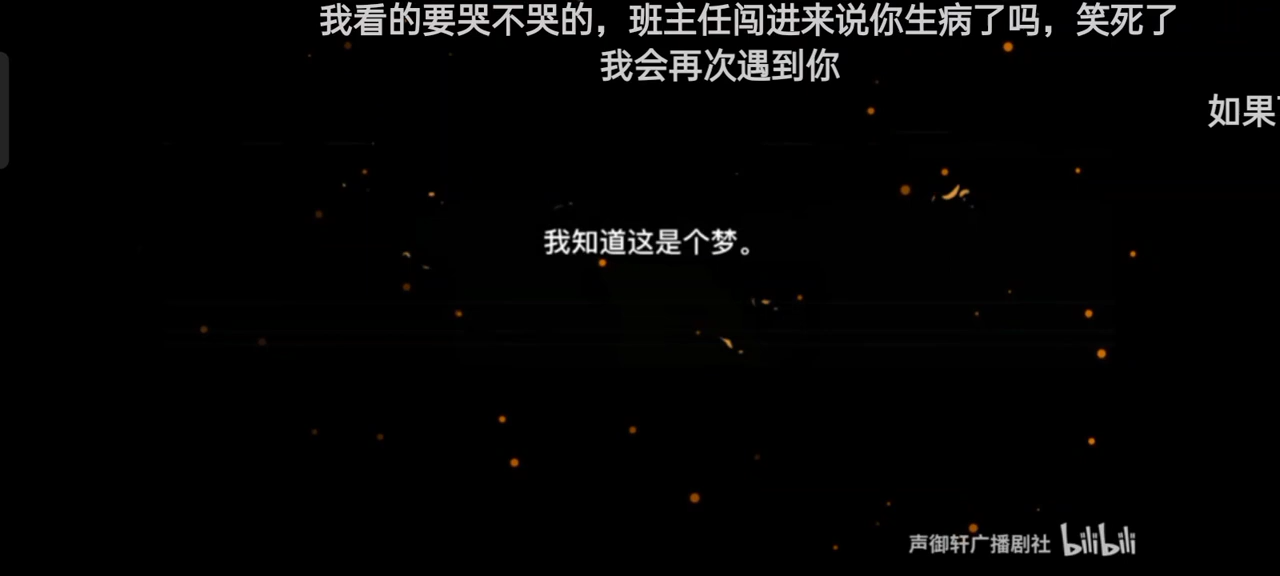 我看的要哭不哭的，班主任闯进来说你生病了吗，笑死了
我会再次遇到你
如果
我知道这是个梦。
声御轩广播剧社 bilibili